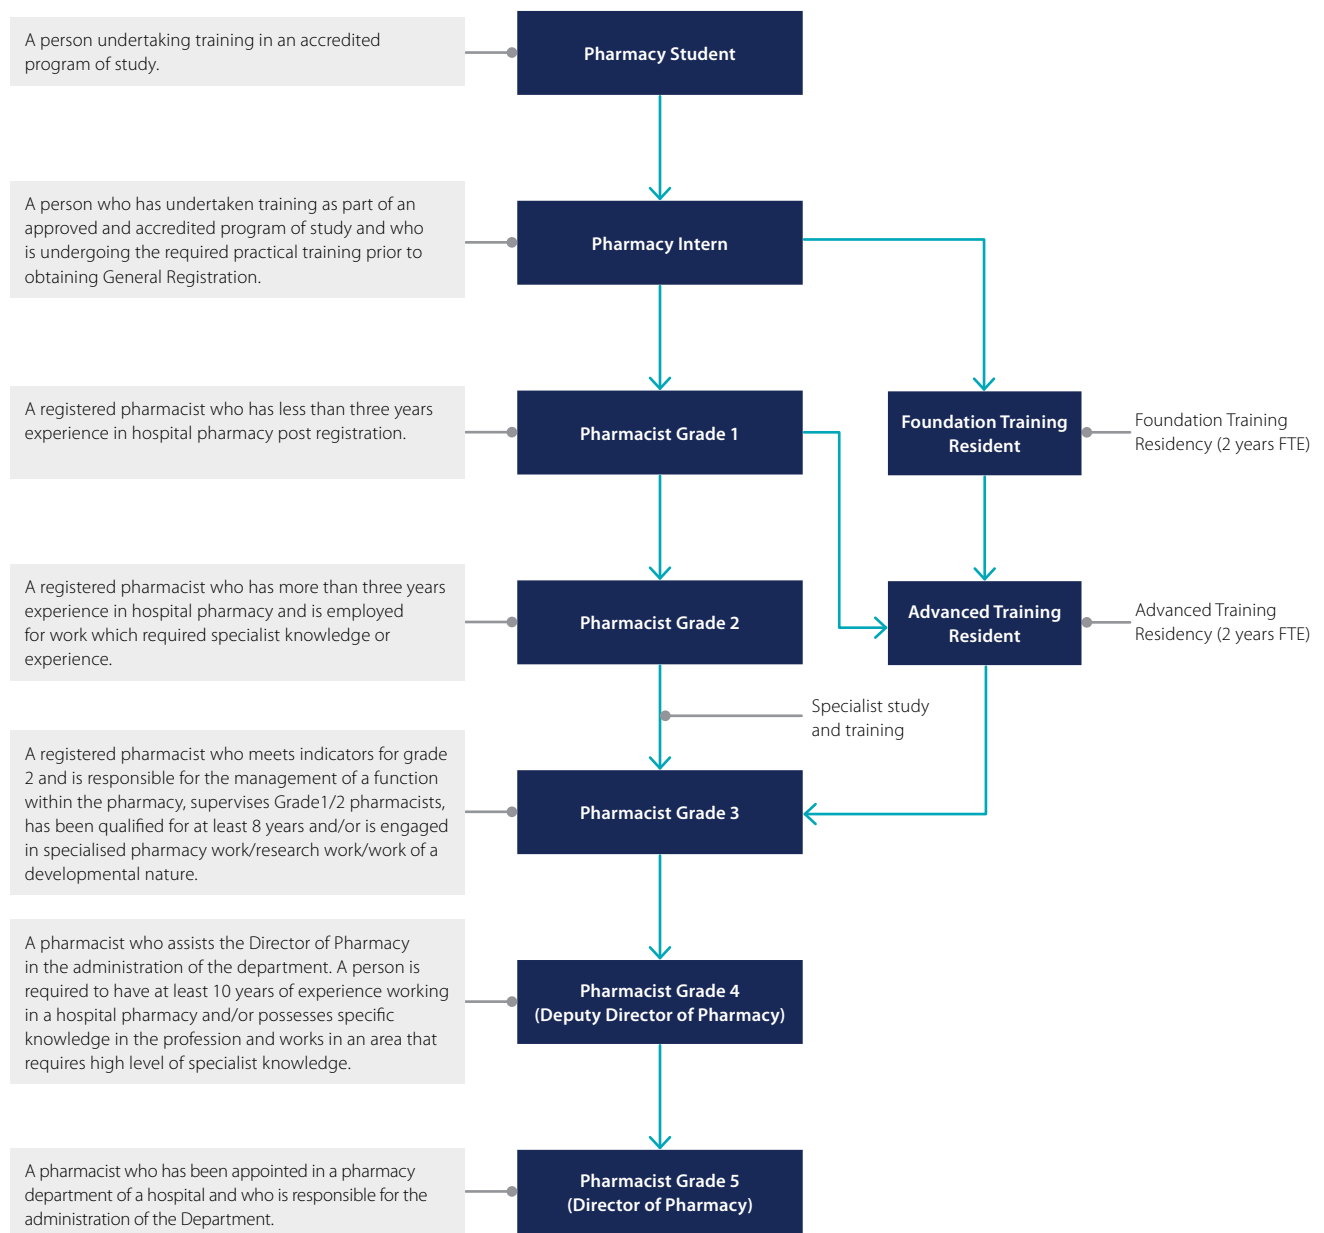 A person undertaking training in an accredited
program of study.
Pharmacy Student
A person who has undertaken training as part of an
approved and accredited program of study and who
is undergoing the required practical training prior to
obtaining General Registration.
Pharmacy Intern
A registered pharmacist who has less than three years
experience in hospital pharmacy post registration.
Pharmacist Grade 1
Foundation Training
Resident
Foundation Training
Residency (2 years FTE)
A registered pharmacist who has more than three years
experience in hospital pharmacy and is employed
for work which required specialist knowledge or
experience.
Pharmacist Grade 2
Advanced Training
Resident
Advanced Training
Residency (2 years FTE)
Specialist study
and training
A registered pharmacist who meets indicators for grade
2 and is responsible for the management of a function
within the pharmacy, supervises Grade1/2 pharmacists,
has been qualified for at least 8 years and/or is engaged
in specialised pharmacy work/research work/work of a
developmental nature.
Pharmacist Grade 3
A pharmacist who assists the Director of Pharmacy
in the administration of the department. A person is
required to have at least 10 years of experience working
in a hospital pharmacy and/or possesses specific
knowledge in the profession and works in an area that
requires high level of specialist knowledge.
Pharmacist Grade 4
(Deputy Director of Pharmacy)
A pharmacist who has been appointed in a pharmacy
department of a hospital and who is responsible for the
administration of the Department.
Pharmacist Grade 5
(Director of Pharmacy)